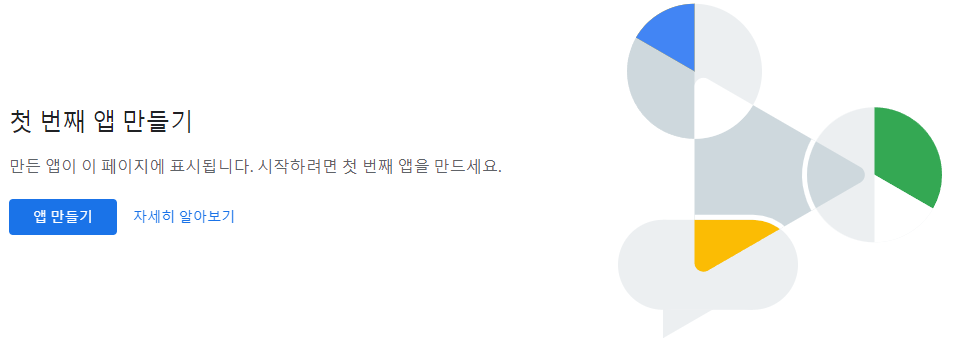 첫 번째 앱 만들기
만든 앱이 이 페이지에 표시됩니다. 시작하려면 첫 번째 앱을 만드세요.
앱 만들기
자세히 알아보기